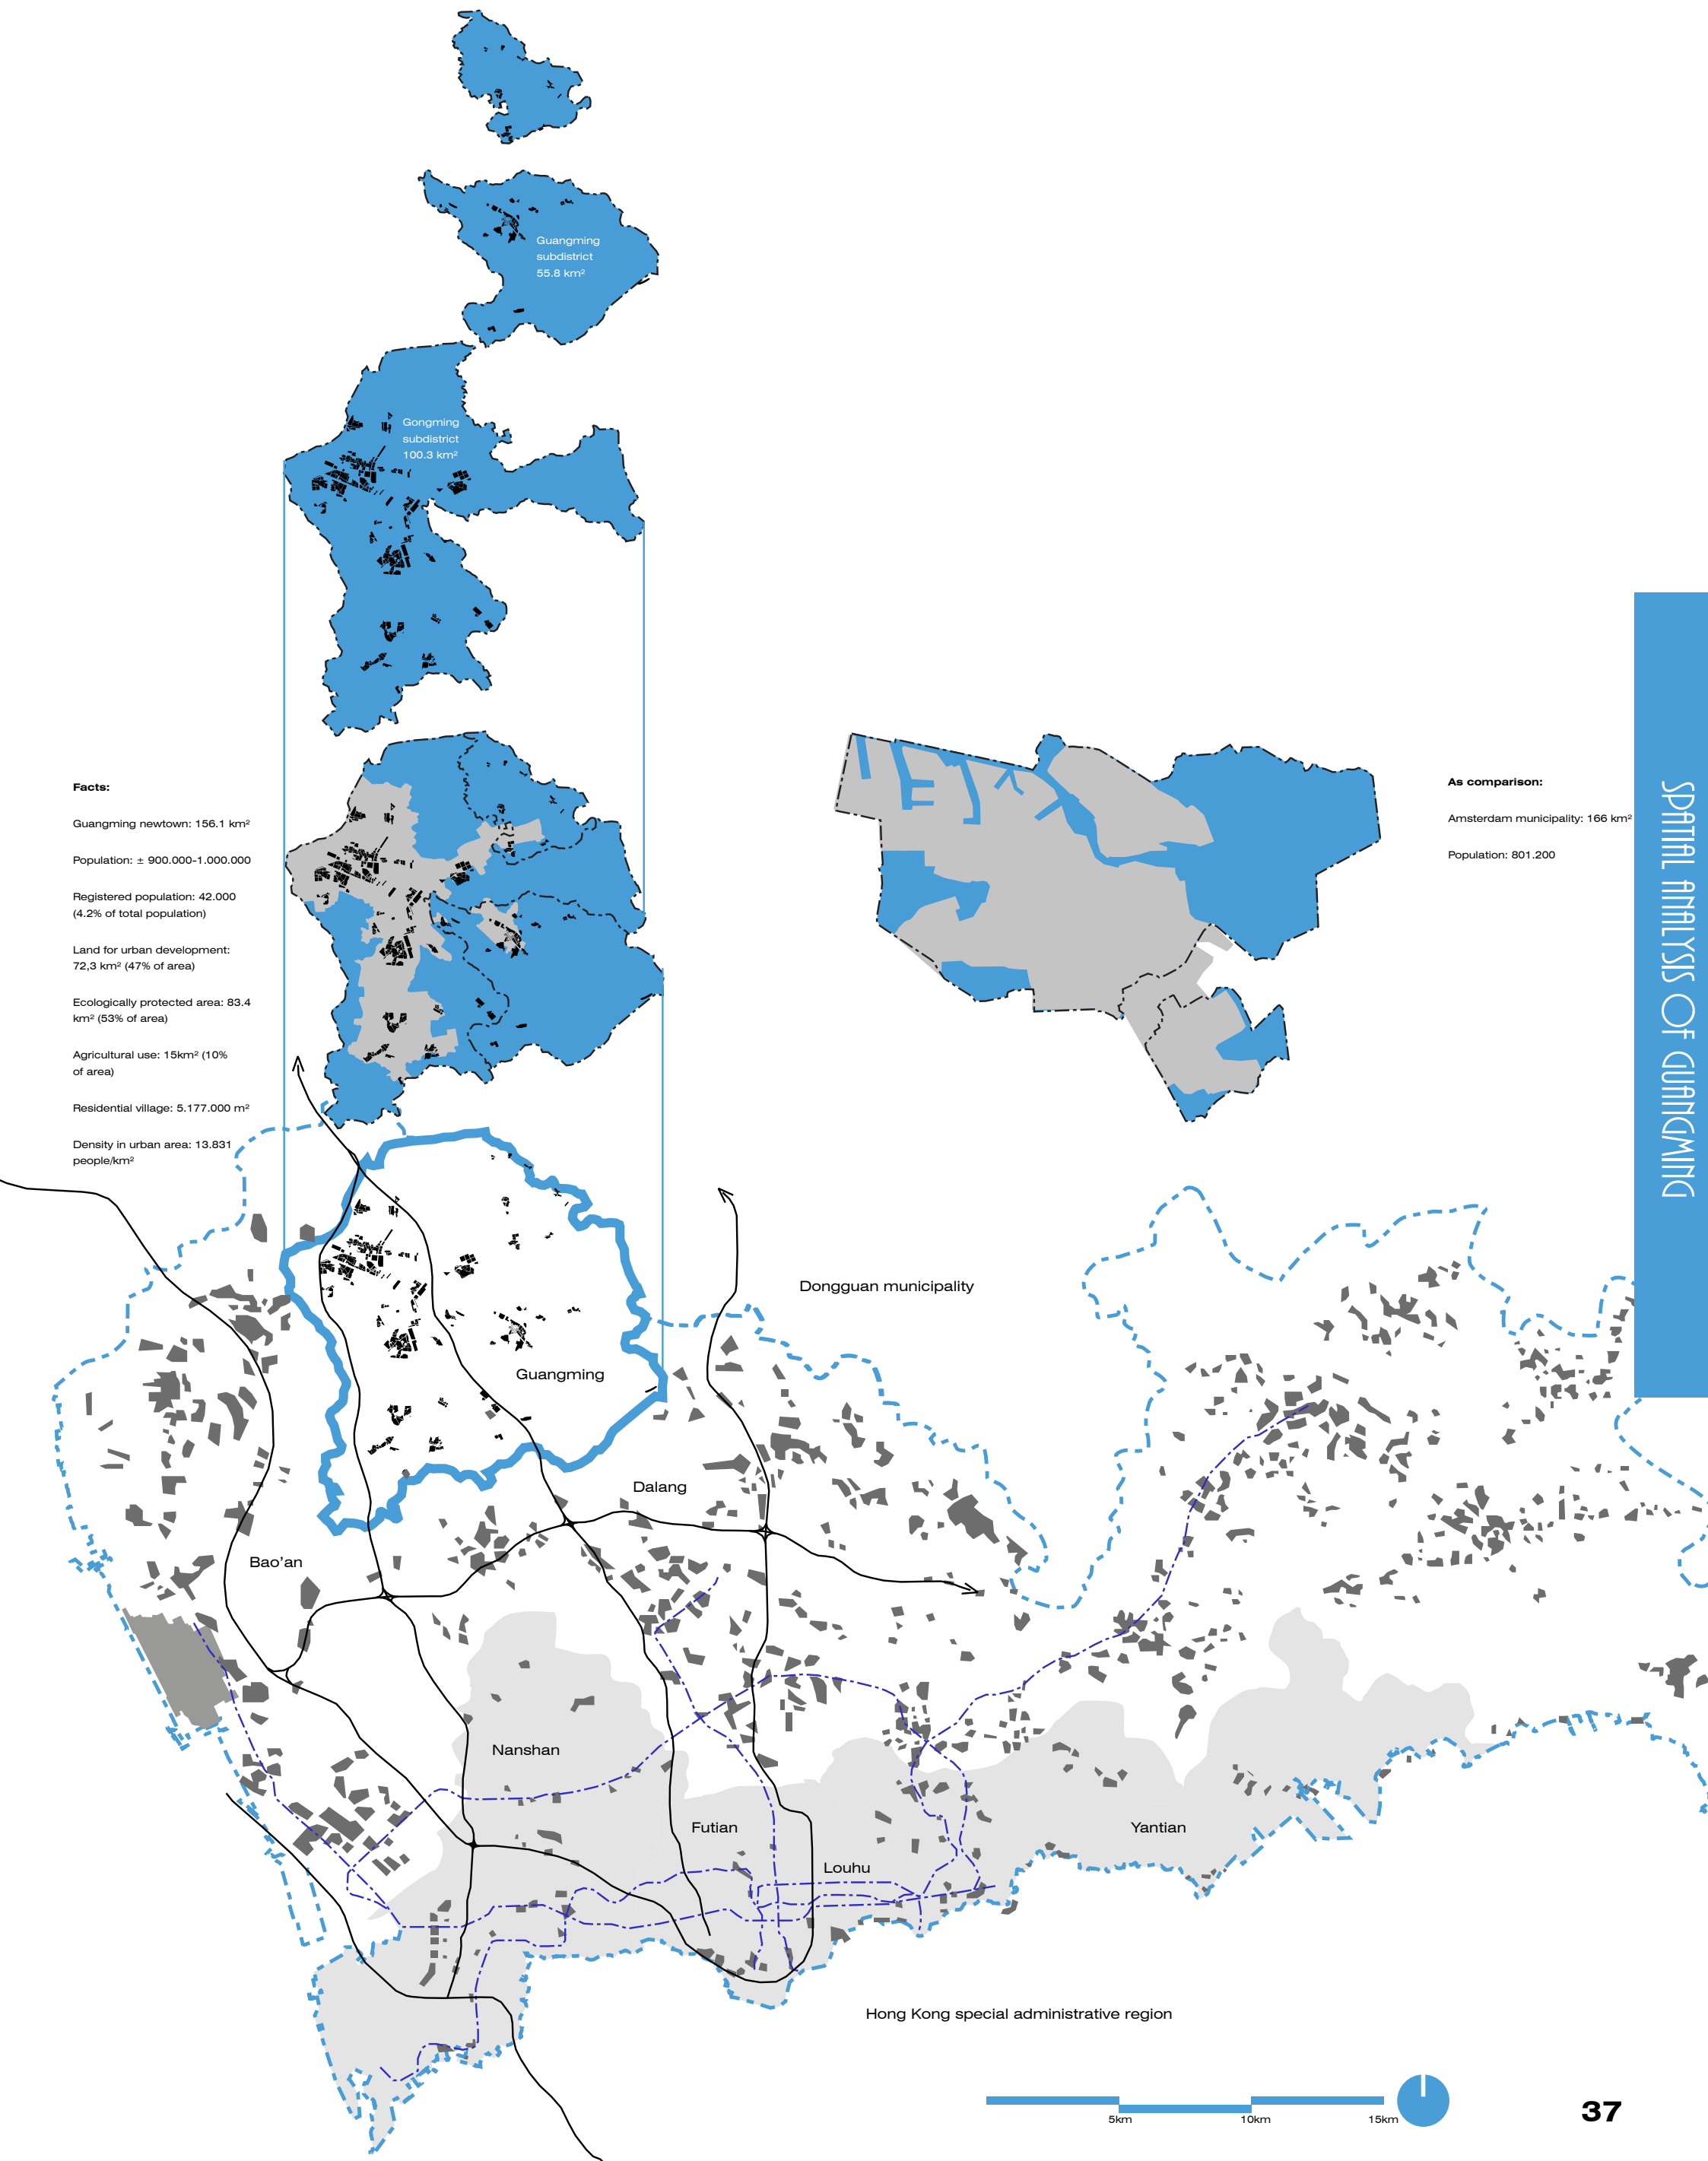 Guangming
subdistrict
55.8 km²
Gongming
subdistrict
100.3 km²
Facts:
Guangming newtown: 156.1 km²
Population: ± 900.000-1.000.000
Registered population: 42.000
(4.2% of total population)
Land for urban development:
72,3 km² (47% of area)
Ecologically protected area: 83.4
km² (53% of area)
Agricultural use: 15km² (10%
of area)
Residential village: 5.177.000 m²
Density in urban area: 13.831
people/km²
As comparison:
Amsterdam municipality: 166 km²
Population: 801.200
SPATIAL ANALYSIS OF GUANGMING
Dongguan municipality
Guangming
Dalang
Bao'an
Nanshan
Futian
Louhu
Yantian
Hong Kong special administrative region
5km
10km
15km
37